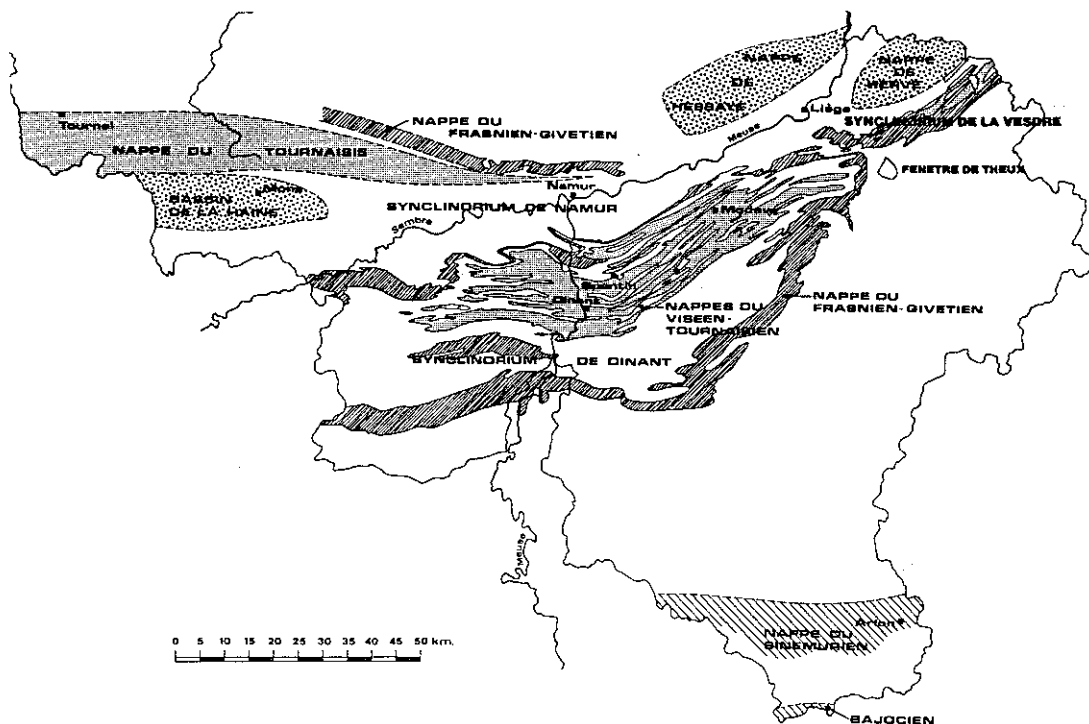 NAPPE
DE
HESBAYE
NAPPE
DE
HERVE
Liège
Meuse
SYNCLINORIUM DE LA VESDRE
FENETRE DE THEUX
Tournai
NAPPE DU TOURNAISIS
NAPPE DU
FRASNIEN-GIVETIEN
Mons
BASSIN
DE LA HAINE
Namur
SYNCLINORIUM DE NAMUR
Sambre
Modave
Dinant
NAPPES DU
VISEEN-
TOURNAISIEN
NAPPE DU
FRASNIEN-GIVETIEN
SYNCLINORIUM DE DINANT
Meuse
0 5 10 15 20 25 30 35 40 45 50 km.
Arlon
NAPPE DU
SINEMURIEN
BAJOCIEN